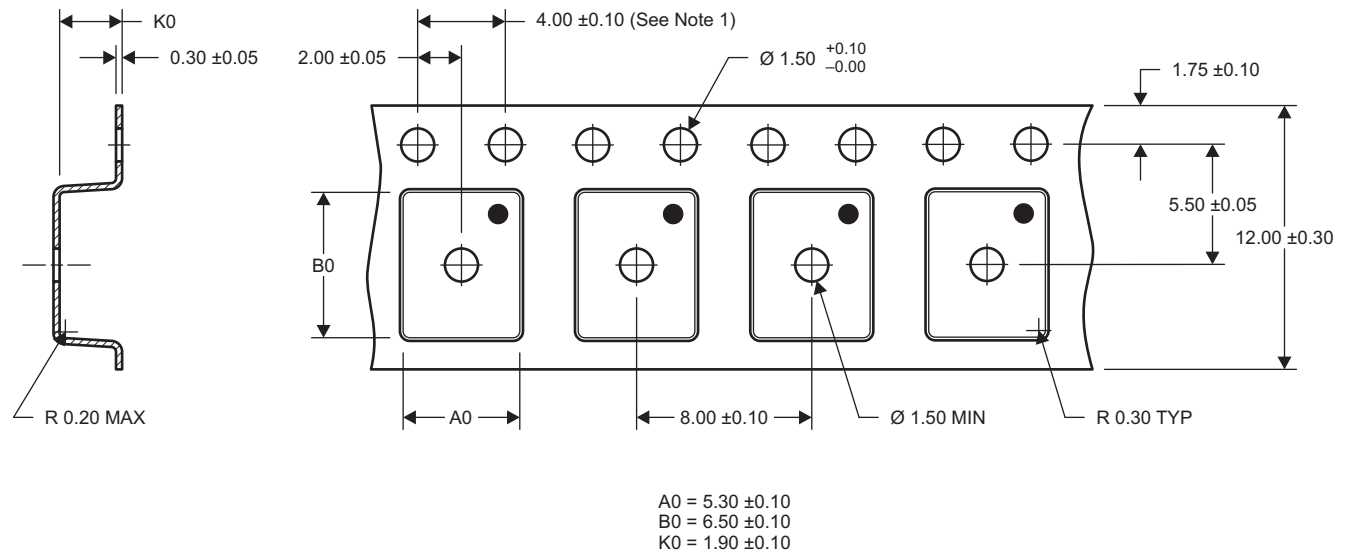 K0
4.00 ±0.10 (See Note 1)
0.30 ±0.05
2.00 ±0.05
Ø 1.50 +0.10 –0.00
1.75 ±0.10
5.50 ±0.05
12.00 ±0.30
B0
R 0.20 MAX
A0
8.00 ±0.10
Ø 1.50 MIN
R 0.30 TYP
A0 = 5.30 ±0.10
B0 = 6.50 ±0.10
K0 = 1.90 ±0.10